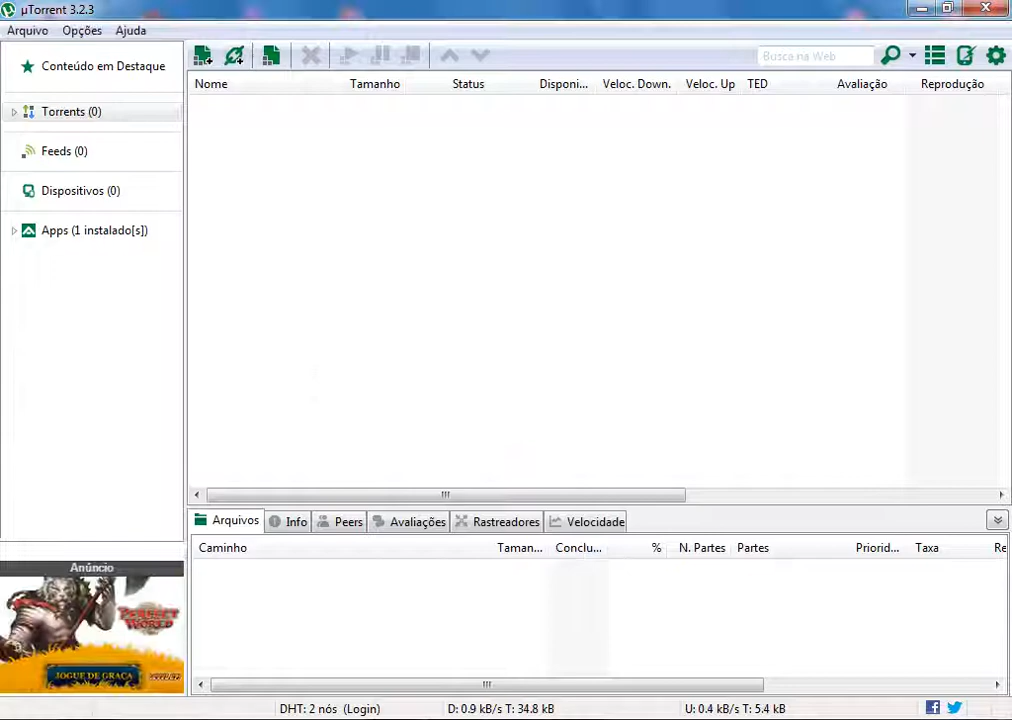 µTorrent 3.2.3
Arquivo Opções Ajuda
Conteúdo em Destaque
Torrents (0)
Feeds (0)
Dispositivos (0)
Apps (1 instalado[s])
Busca na Web
Nome Tamanho Status Disponi... Veloc. Down. Veloc. Up TED Avaliação Reprodução
Arquivos Info Peers Avaliações Rastreadores Velocidade
Caminho Taman... Conclu... % N. Partes Partes Priorid... Taxa Re
Anúncio
PERFECT
WORLD
JOGUE DE GRAÇA
DHT: 2 nós (Login) D: 0.9 kB/s T: 34.8 kB U: 0.4 kB/s T: 5.4 kB